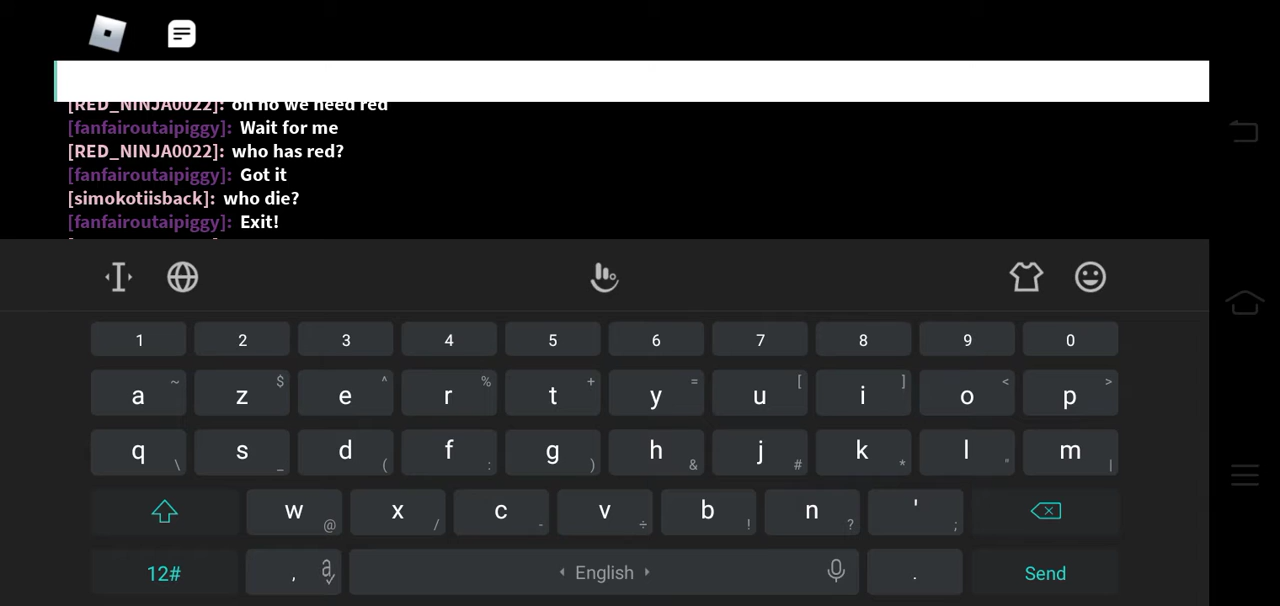 [RED_NINJA0022]: oh no we need red
[fanfairoutaipiggy]: Wait for me
[RED_NINJA0022]: who has red?
[fanfairoutaipiggy]: Got it
[simokotiisback]: who die?
[fanfairoutaipiggy]: Exit!
1 2 3 4 5 6 7 8 9 0
a ~ z $ e ^ r % t + y = u [ i ] o < p >
q \ s _ d ( f : g ) h & j # k * l " m |
w @ x / c - v ÷ b ! n ? ' ;
12# , a English . Send